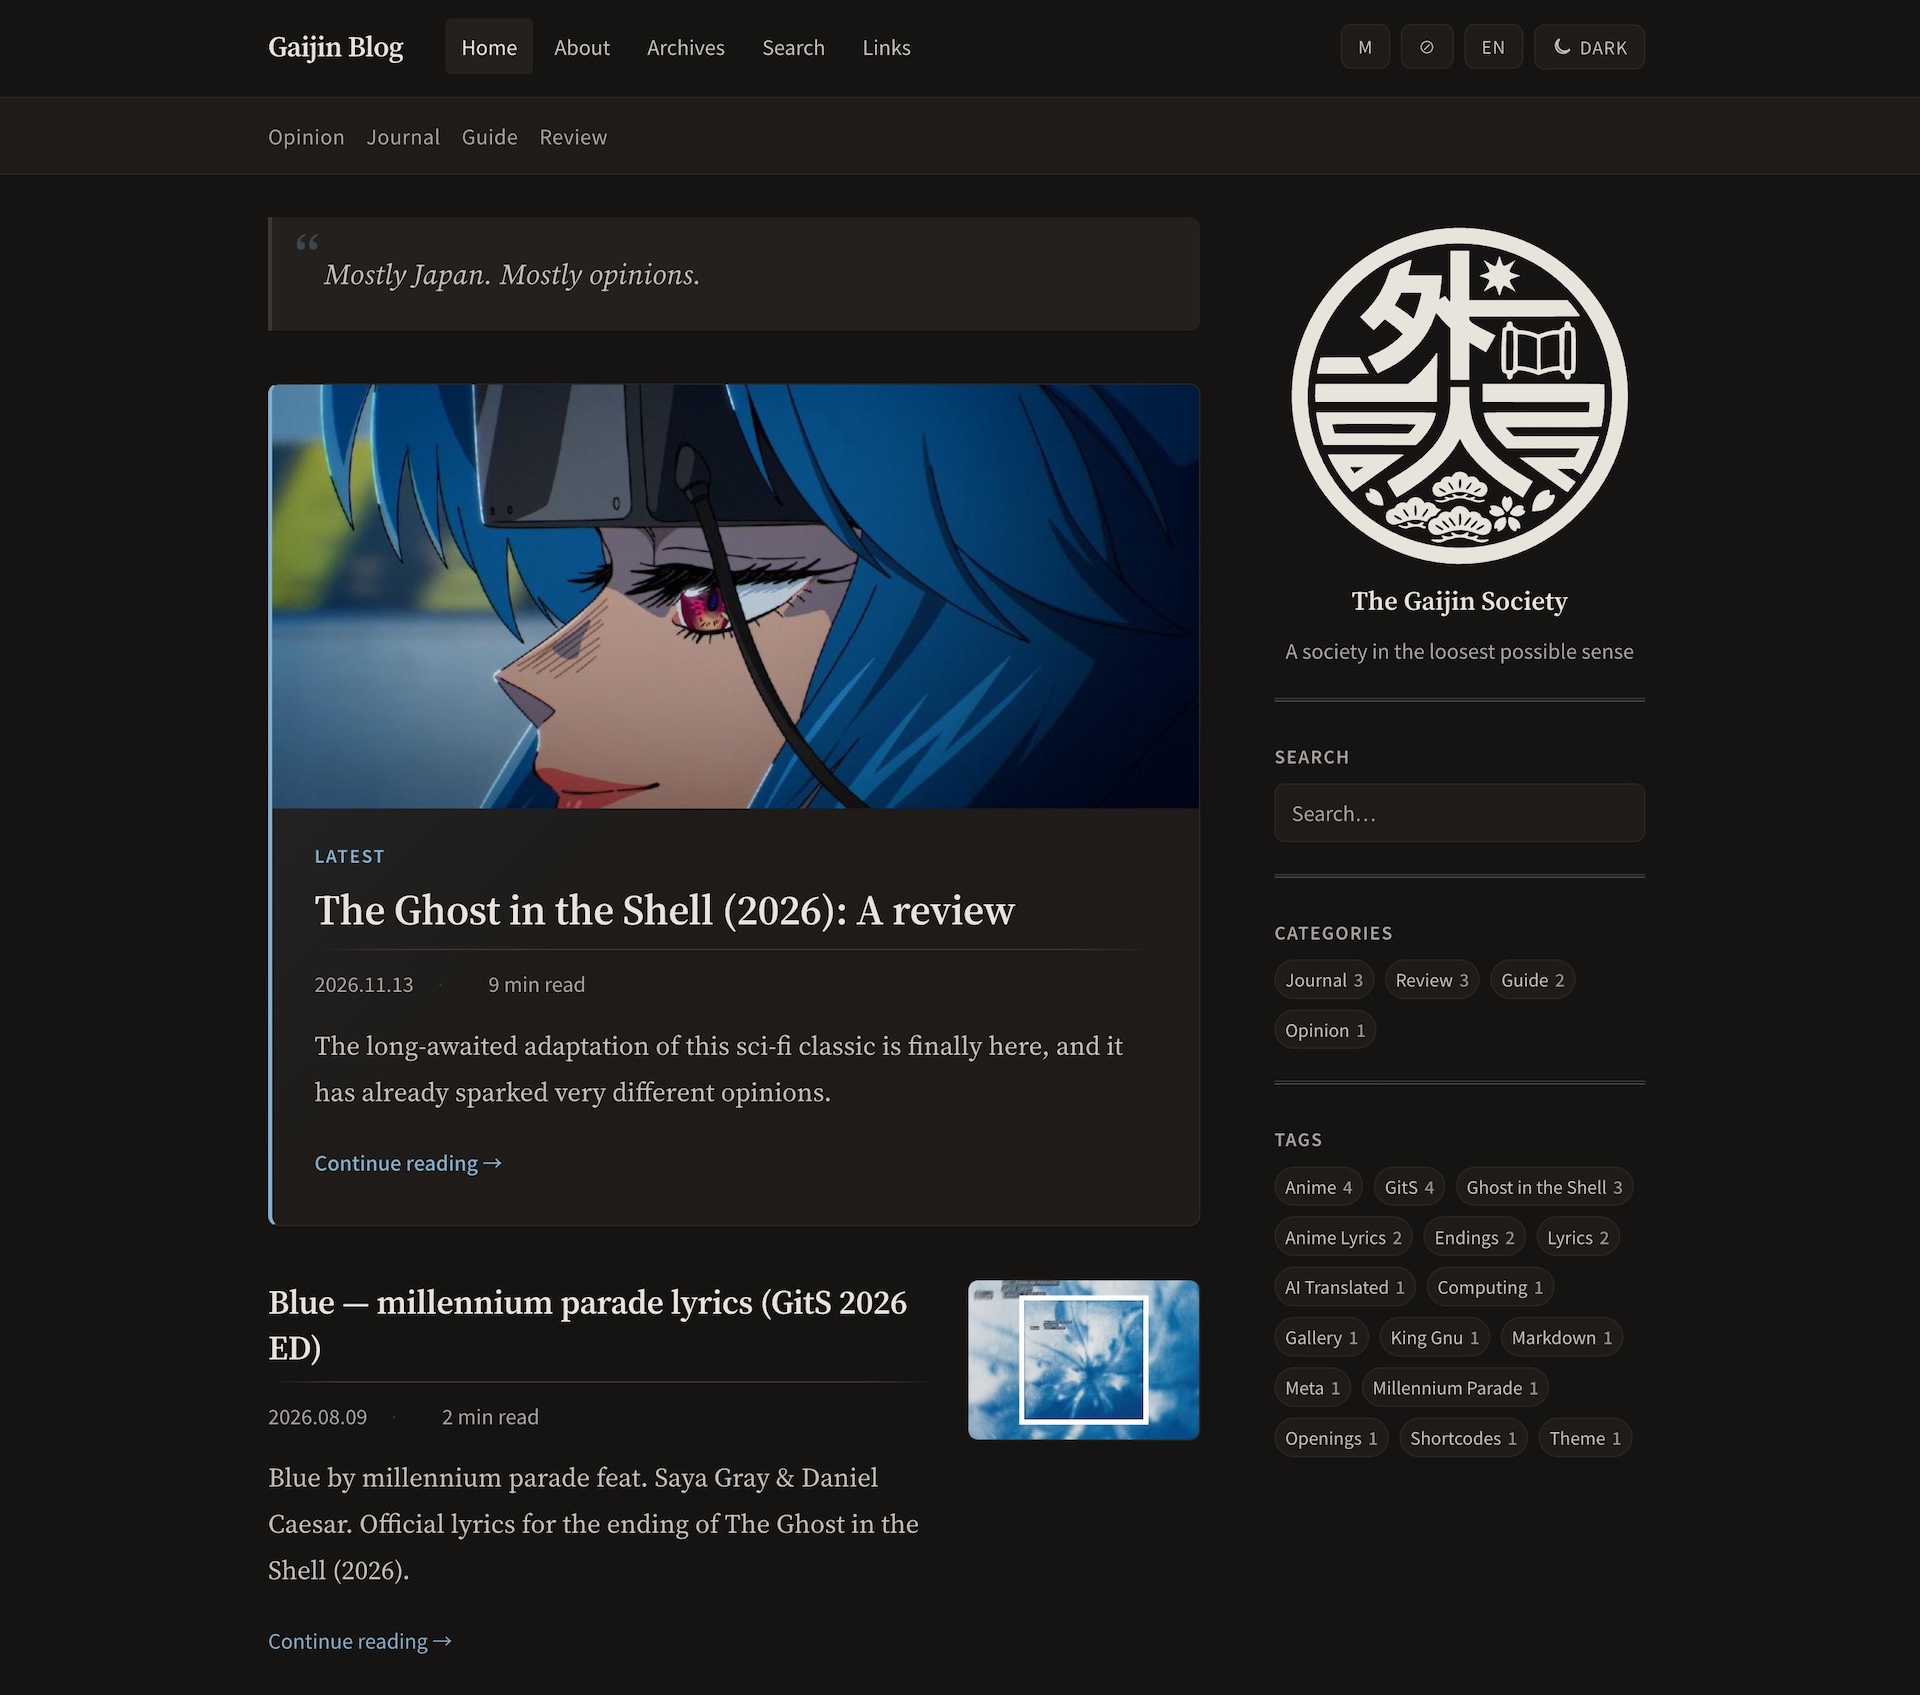 Gaijin Blog
Home
About
Archives
Search
Links
M
EN
DARK
Opinion
Journal
Guide
Review
“
Mostly Japan. Mostly opinions.
LATEST
The Ghost in the Shell (2026): A review
2026.11.13 · 9 min read
The long-awaited adaptation of this sci-fi classic is finally here, and it
has already sparked very different opinions.
Continue reading →
Blue — millennium parade lyrics (GitS 2026
ED)
2026.08.09 · 2 min read
Blue by millennium parade feat. Saya Gray & Daniel
Caesar. Official lyrics for the ending of The Ghost in the
Shell (2026).
Continue reading →
外
人
The Gaijin Society
A society in the loosest possible sense
SEARCH
Search…
CATEGORIES
Journal 3
Review 3
Guide 2
Opinion 1
TAGS
Anime 4
GitS 4
Ghost in the Shell 3
Anime Lyrics 2
Endings 2
Lyrics 2
AI Translated 1
Computing 1
Gallery 1
King Gnu 1
Markdown 1
Meta 1
Millennium Parade 1
Openings 1
Shortcodes 1
Theme 1